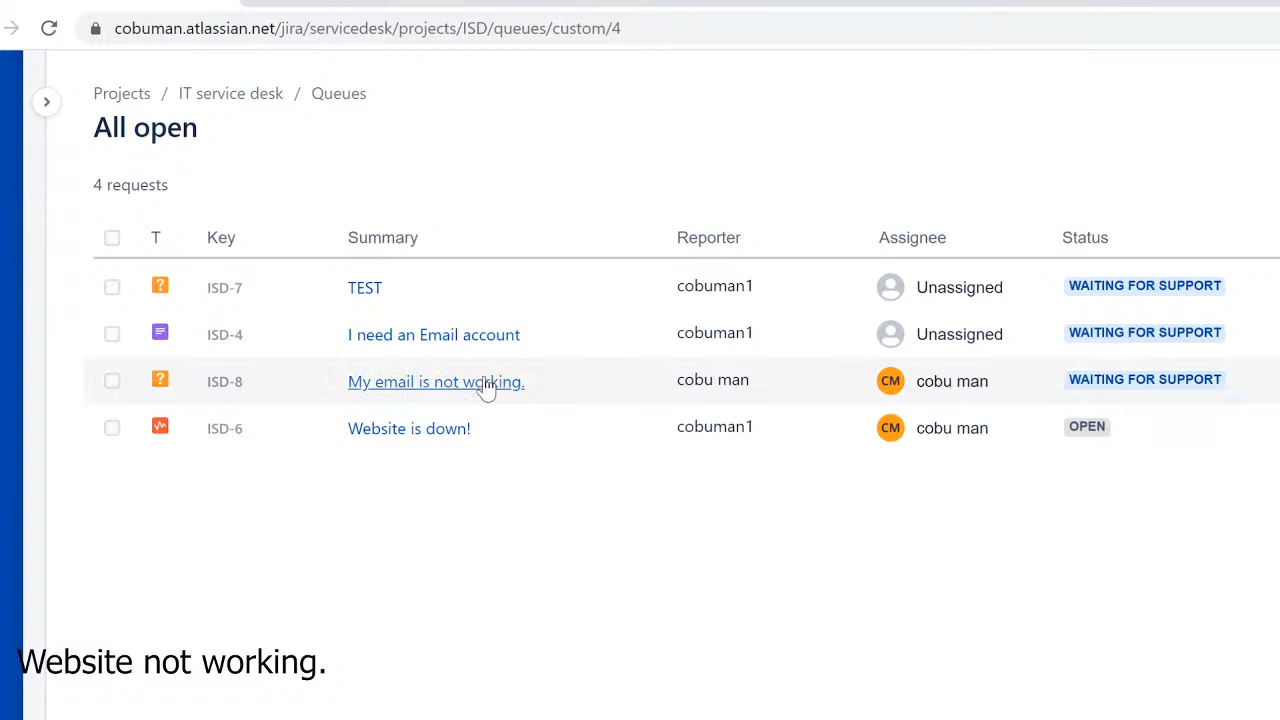 cobuman.atlassian.net/jira/servicedesk/projects/ISD/queues/custom/4
Projects / IT service desk / Queues
All open
4 requests
T Key Summary Reporter Assignee Status
? ISD-7 TEST cobuman1 Unassigned WAITING FOR SUPPORT
ISD-4 I need an Email account cobuman1 Unassigned WAITING FOR SUPPORT
? ISD-8 My email is not working. cobu man CM cobu man WAITING FOR SUPPORT
ISD-6 Website is down! cobuman1 CM cobu man OPEN
Website not working.